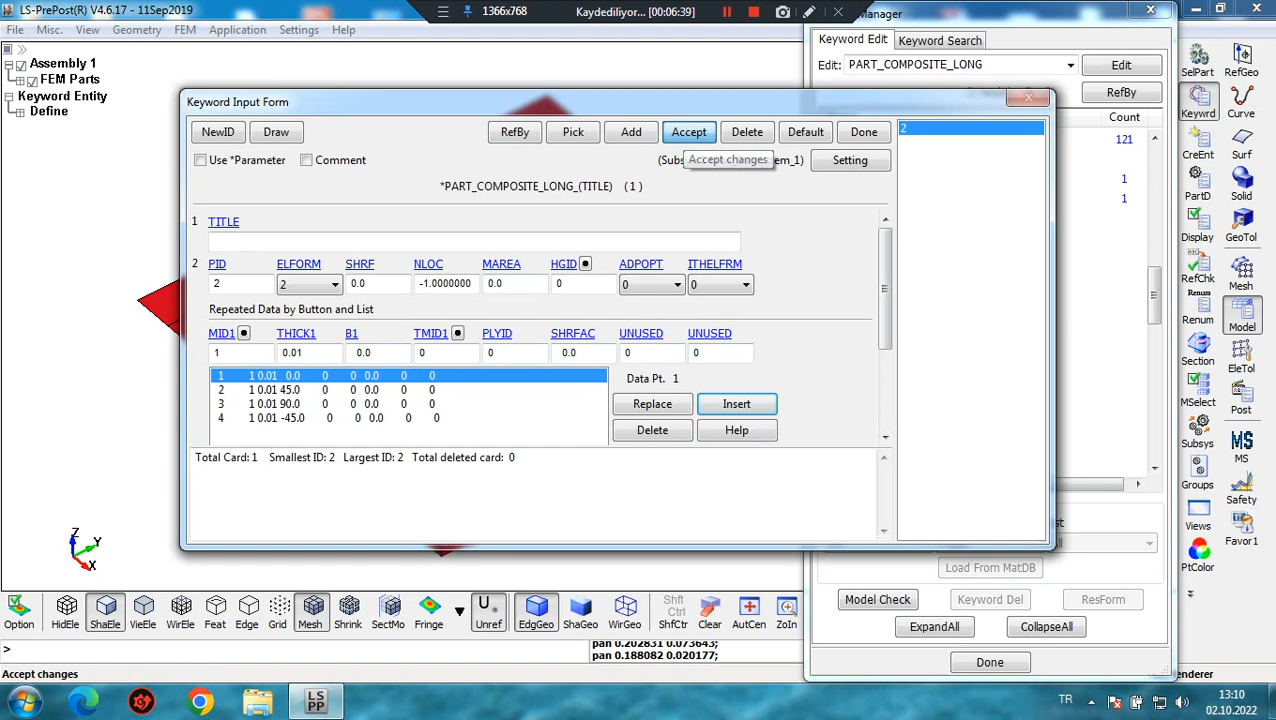 LS-PrePost(R) V4.6.17 - 11Sep2019
1366x768
Kaydediliyor... (00:06:39)
Manager
File Misc. View Geometry FEM Application Settings Help
Keyword Edit Keyword Search
Assembly 1
FEM Parts
Keyword Entity
Define
Edit: PART_COMPOSITE_LONG Edit
RefBy
Count
121
1
1
Keyword Input Form
NewID Draw RefBy Pick Add Accept Delete Default Done
Use *Parameter Comment (Subs Accept changes em_1) Setting
*PART_COMPOSITE_LONG_(TITLE) (1)
1 TITLE
2 PID ELFORM SHRF NLOC MAREA HGID ADPOPT ITHELFRM
2 2 0.0 -1.0000000 0.0 0 0 0
Repeated Data by Button and List
MID1 THICK1 B1 TMID1 PLYID SHRFAC UNUSED UNUSED
1 0.01 0.0 0 0 0.0 0 0
1 1 0.01 0.0 0 0 0.0 0 0
2 1 0.01 45.0 0 0 0.0 0 0
3 1 0.01 90.0 0 0 0.0 0 0
4 1 0.01 -45.0 0 0 0.0 0 0
Data Pt. 1
Replace Insert
Delete Help
Total Card: 1 Smallest ID: 2 Largest ID: 2 Total deleted card: 0
2
Load From MatDB
Model Check Keyword Del ResForm
ExpandAll CollapseAll
Done
SelPart RefGeo
Keywrd Curve
CreEnt Surf
PartD Solid
Display GeoTol
RefChk Mesh
Renum
Renum Model
Section EleTol
MSelect Post
Subsys MS
MS
Groups Safety
Views Favor1
PtColor
Z
Y
X
U
Shft
Ctrl
Option HidEle ShaEle VieEle WirEle Feat Edge Grid Mesh Shrink SectMo Fringe Unref EdgGeo ShaGeo WirGeo ShfCtr Clear AutCen ZoIn
>
pan 0.202831 0.073643;
pan 0.188082 0.020177;
Accept changes
enderer
LS
PP
TR
13:10
02.10.2022